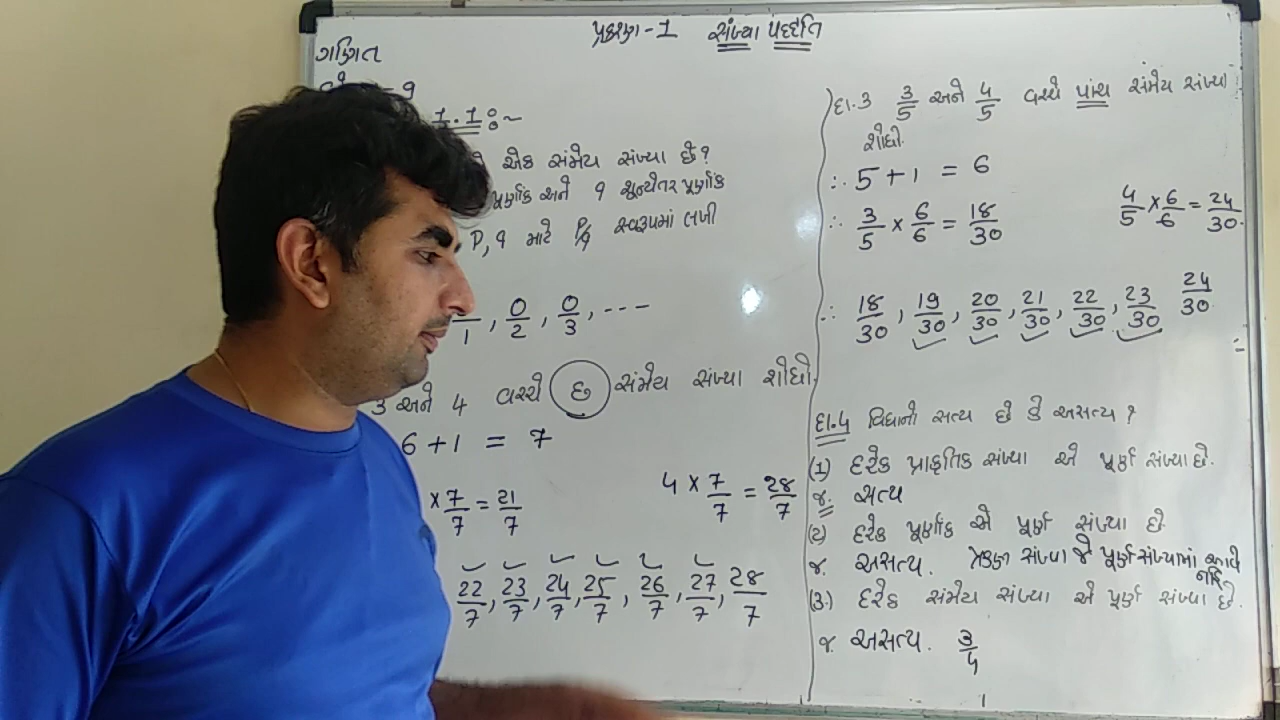 પ્રકરણ-1 સંખ્યા પદ્ધતિ
ગણિત
- 9
1.1 :~
એક સંમેય સંખ્યા છે?
પૂર્ણાંક અને q શૂન્યેતર પૂર્ણાંક
P, q માટે P/q સ્વરૂપમાં લખી
/1, 0/2, 0/3, ---
3 અને 4 વચ્ચે છ સંમેય સંખ્યા શોધો.
6 + 1 = 7
× 7/7 = 21/7
4 × 7/7 = 28/7
22/7, 23/7, 24/7, 25/7, 26/7, 27/7, 28/7
દા.3 3/5 અને 4/5 વચ્ચે પાંચ સંમેય સંખ્યા
શોધો.
∴ 5 + 1 = 6
∴ 3/5 × 6/6 = 18/30
4/5 × 6/6 = 24/30.
∴ 18/30, 19/30, 20/30, 21/30, 22/30, 23/30 24/30
દા.4 વિધાનો સત્ય છે કે અસત્ય?
(1) દરેક પ્રાકૃતિક સંખ્યા એ પૂર્ણ સંખ્યા છે.
જ. સત્ય
(2) દરેક પૂર્ણાંક એ પૂર્ણ સંખ્યા છે
જ. અસત્ય. ઋણ સંખ્યા જે પૂર્ણ સંખ્યામાં આવે
નહિ
(3) દરેક સંમેય સંખ્યા એ પૂર્ણ સંખ્યા છે.
જ. અસત્ય. 3/4